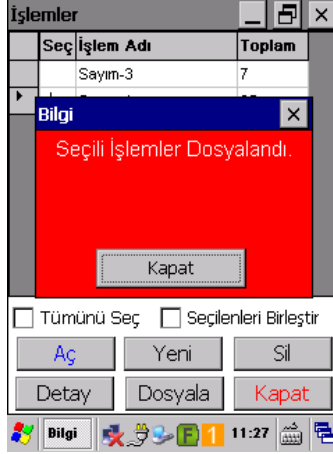 İşlemler
Seç İşlem Adı Toplam
Sayım-3 7
Bilgi
Seçili İşlemler Dosyalandı.
Kapat
Tümünü Seç Seçilenleri Birleştir
Aç Yeni Sil
Detay Dosyala Kapat
Bilgi F 1 11:27